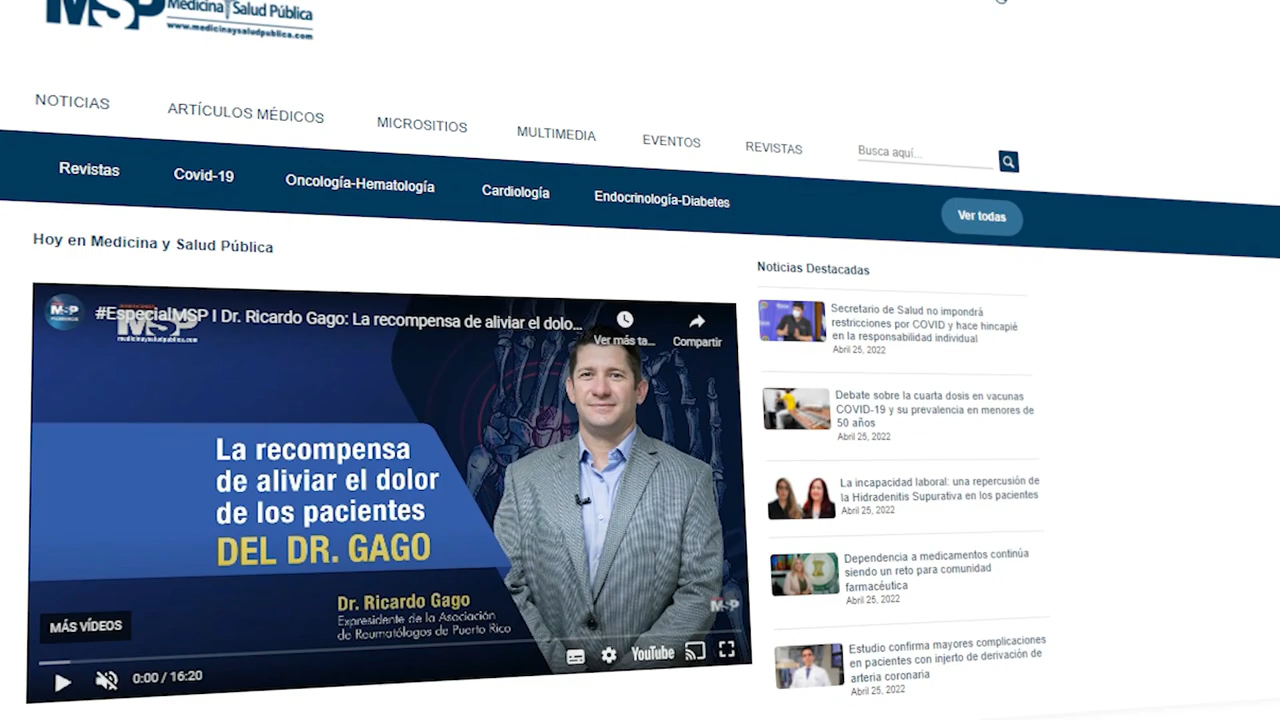 MSP Medicina y Salud Pública
www.medicinaysaludpublica.com
NOTICIAS
ARTÍCULOS MÉDICOS
MICROSITIOS
MULTIMEDIA
EVENTOS
REVISTAS
Busca aquí...
Revistas
Covid-19
Oncología-Hematología
Cardiología
Endocrinología-Diabetes
Ver todas
Hoy en Medicina y Salud Pública
MSP
#EspecialMSP I Dr. Ricardo Gago: La recompensa de aliviar el dolo...
MSP
medicinaysaludpublica.com
Ver más ta...
Compartir
La recompensa
de aliviar el dolor
de los pacientes
DEL DR. GAGO
Dr. Ricardo Gago
Expresidente de la Asociación
de Reumatólogos de Puerto Rico
MSP
MÁS VÍDEOS
0:00 / 16:20
YouTube
Noticias Destacadas
Secretario de Salud no impondrá
restricciones por COVID y hace hincapié
en la responsabilidad individual
Abril 25, 2022
Debate sobre la cuarta dosis en vacunas
COVID-19 y su prevalencia en menores de
50 años
Abril 25, 2022
La incapacidad laboral: una repercusión de
la Hidradenitis Supurativa en los pacientes
Abril 25, 2022
Dependencia a medicamentos continúa
siendo un reto para comunidad
farmacéutica
Abril 25, 2022
Estudio confirma mayores complicaciones
en pacientes con injerto de derivación de
arteria coronaria
Abril 25, 2022